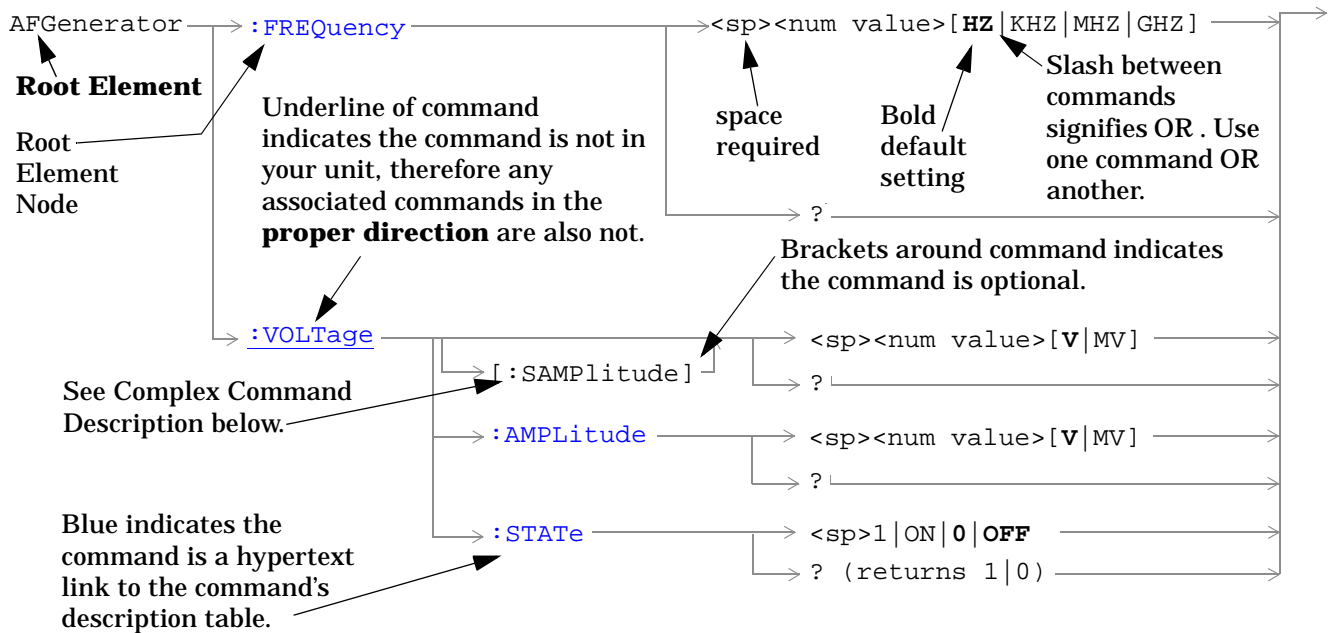 AFGenerator :FREQuency <sp><num value>[HZ|KHZ|MHZ|GHZ]
Root Element
Root
Element
Node
Underline of command
indicates the command is not in
your unit, therefore any
associated commands in the
proper direction are also not.
space
required
Bold
default
setting
Slash between
commands
signifies OR . Use
one command OR
another.
?
Brackets around command indicates
the command is optional.
:VOLTage <sp><num value>[V|MV]
[:SAMPlitude]
?
See Complex Command
Description below.
:AMPLitude <sp><num value>[V|MV]
?
Blue indicates the
command is a hypertext
link to the command's
description table.
:STATe <sp>1|ON|0|OFF
? (returns 1|0)